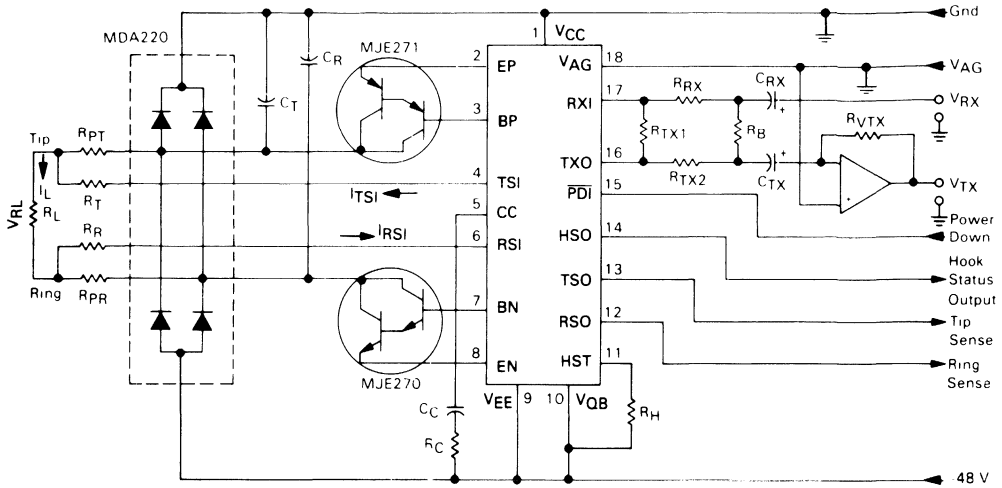 Gnd
MDA220
1
VCC
MJE271
CR
CT
2
EP
VAG
18
VAG
17
RXI
RRX
CRX
+
VRX
3
BP
RTX1
RB
RVTX
Tip
RPT
TXO
16
RTX2
CTX
+
VTX
IL
RL
VRL
RT
4
TSI
ITSI
PDI
15
Power
Down
5
CC
RR
IRSI
6
RSI
HSO
14
Hook
Status
Output
Ring
RPR
TSO
13
Tip
Sense
7
BN
RSO
12
Ring
Sense
8
EN
HST
11
MJE270
VEE
9
10
VQB
RH
CC
RC
-48 V